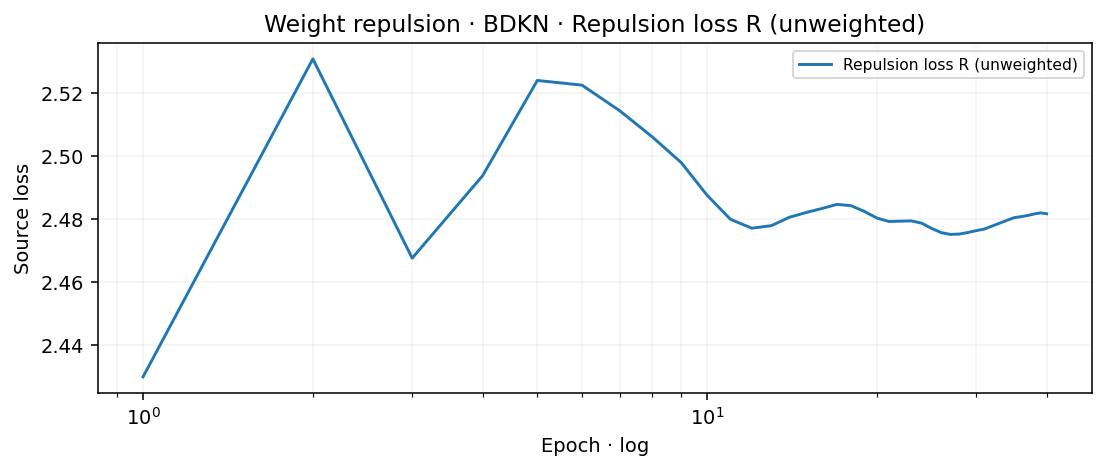 Weight repulsion · BDKN · Repulsion loss R (unweighted)
Repulsion loss R (unweighted)
Source loss
2.52
2.50
2.48
2.46
2.44
10⁰
10¹
Epoch · log